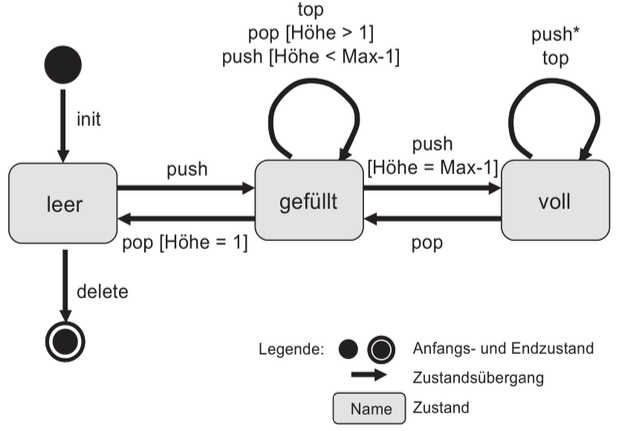 top
pop [Höhe > 1]
push [Höhe < Max-1]
push*
top
init
push
push
[Höhe = Max-1]
leer
gefüllt
voll
pop [Höhe = 1]
pop
delete
Legende:
Anfangs- und Endzustand
Zustandsübergang
Name
Zustand